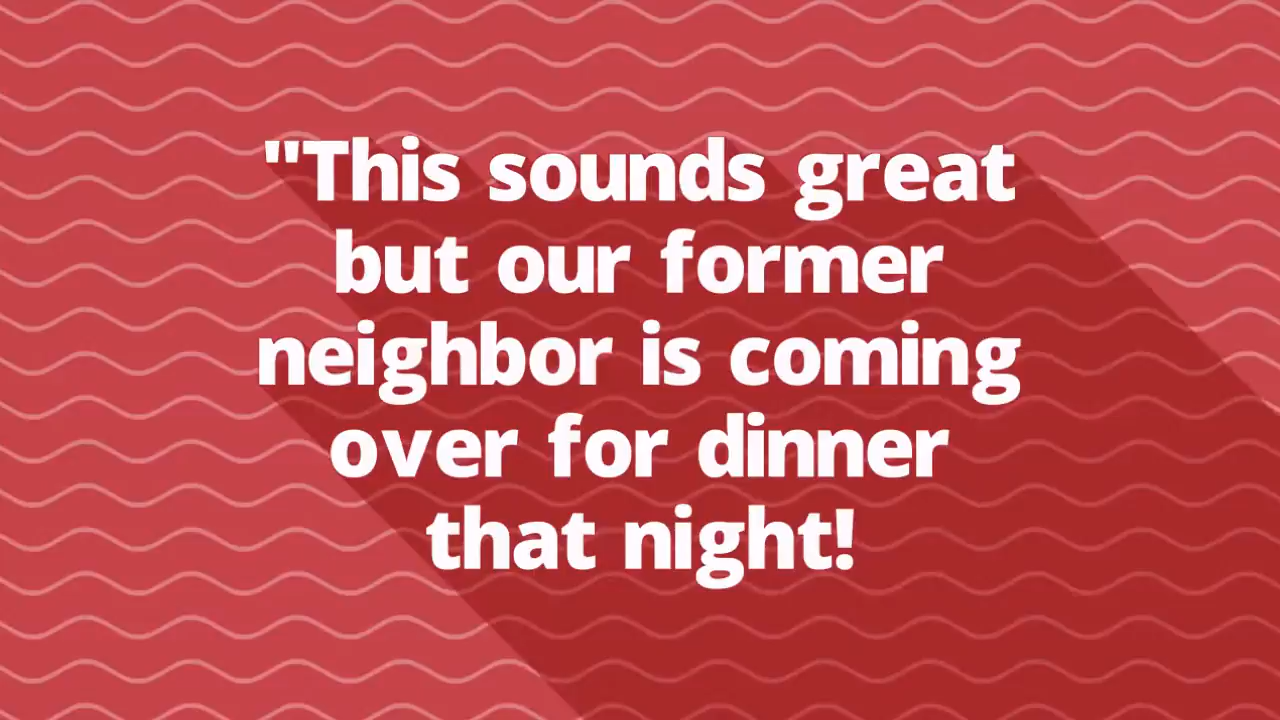 "This sounds great
but our former
neighbor is coming
over for dinner
that night!